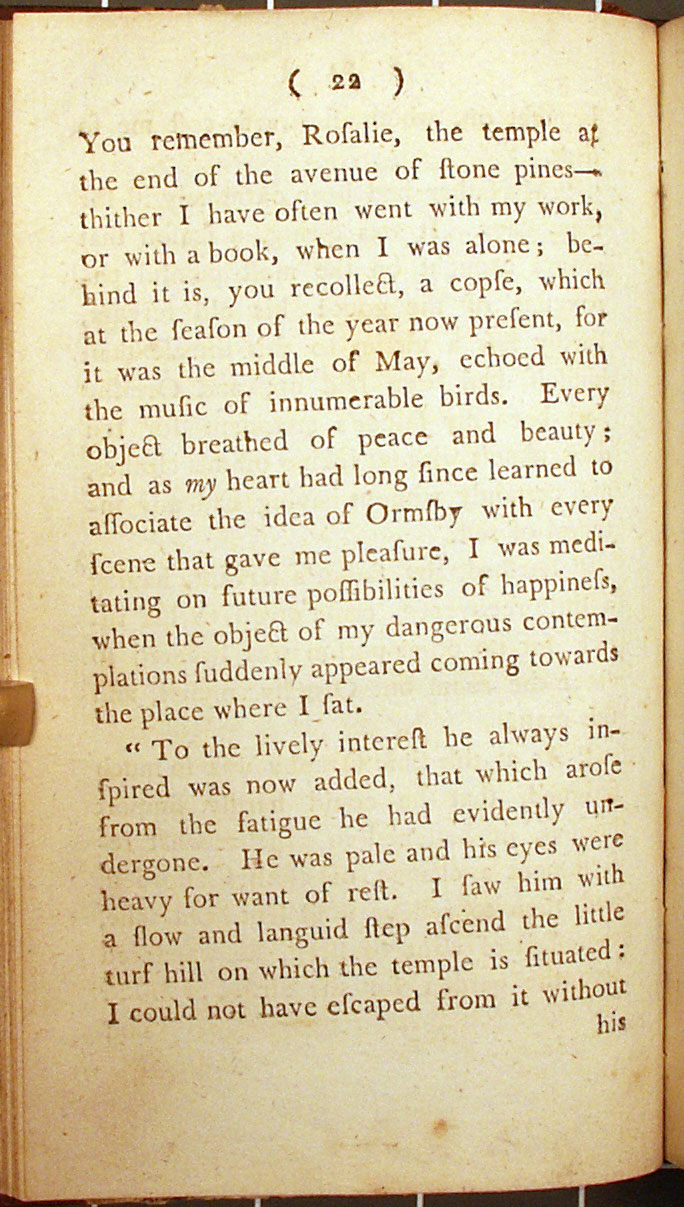 ( 22 )
You remember, Roſalie, the temple at
the end of the avenue of ſtone pines—
thither I have often went with my work,
or with a book, when I was alone; be-
hind it is, you recollect, a copſe, which
at the ſeaſon of the year now preſent, for
it was the middle of May, echoed with
the muſic of innumerable birds. Every
object breathed of peace and beauty;
and as my heart had long ſince learned to
aſſociate the idea of Ormſby with every
ſcene that gave me pleaſure, I was medi-
tating on future poſſibilities of happineſs,
when the object of my dangerous contem-
plations ſuddenly appeared coming towards
the place where I ſat.
“ To the lively intereſt he always in-
ſpired was now added, that which aroſe
from the fatigue he had evidently un-
dergone. He was pale and his eyes were
heavy for want of reſt. I ſaw him with
a ſlow and languid ſtep aſcend the little
turf hill on which the temple is ſituated:
I could not have eſcaped from it without
his